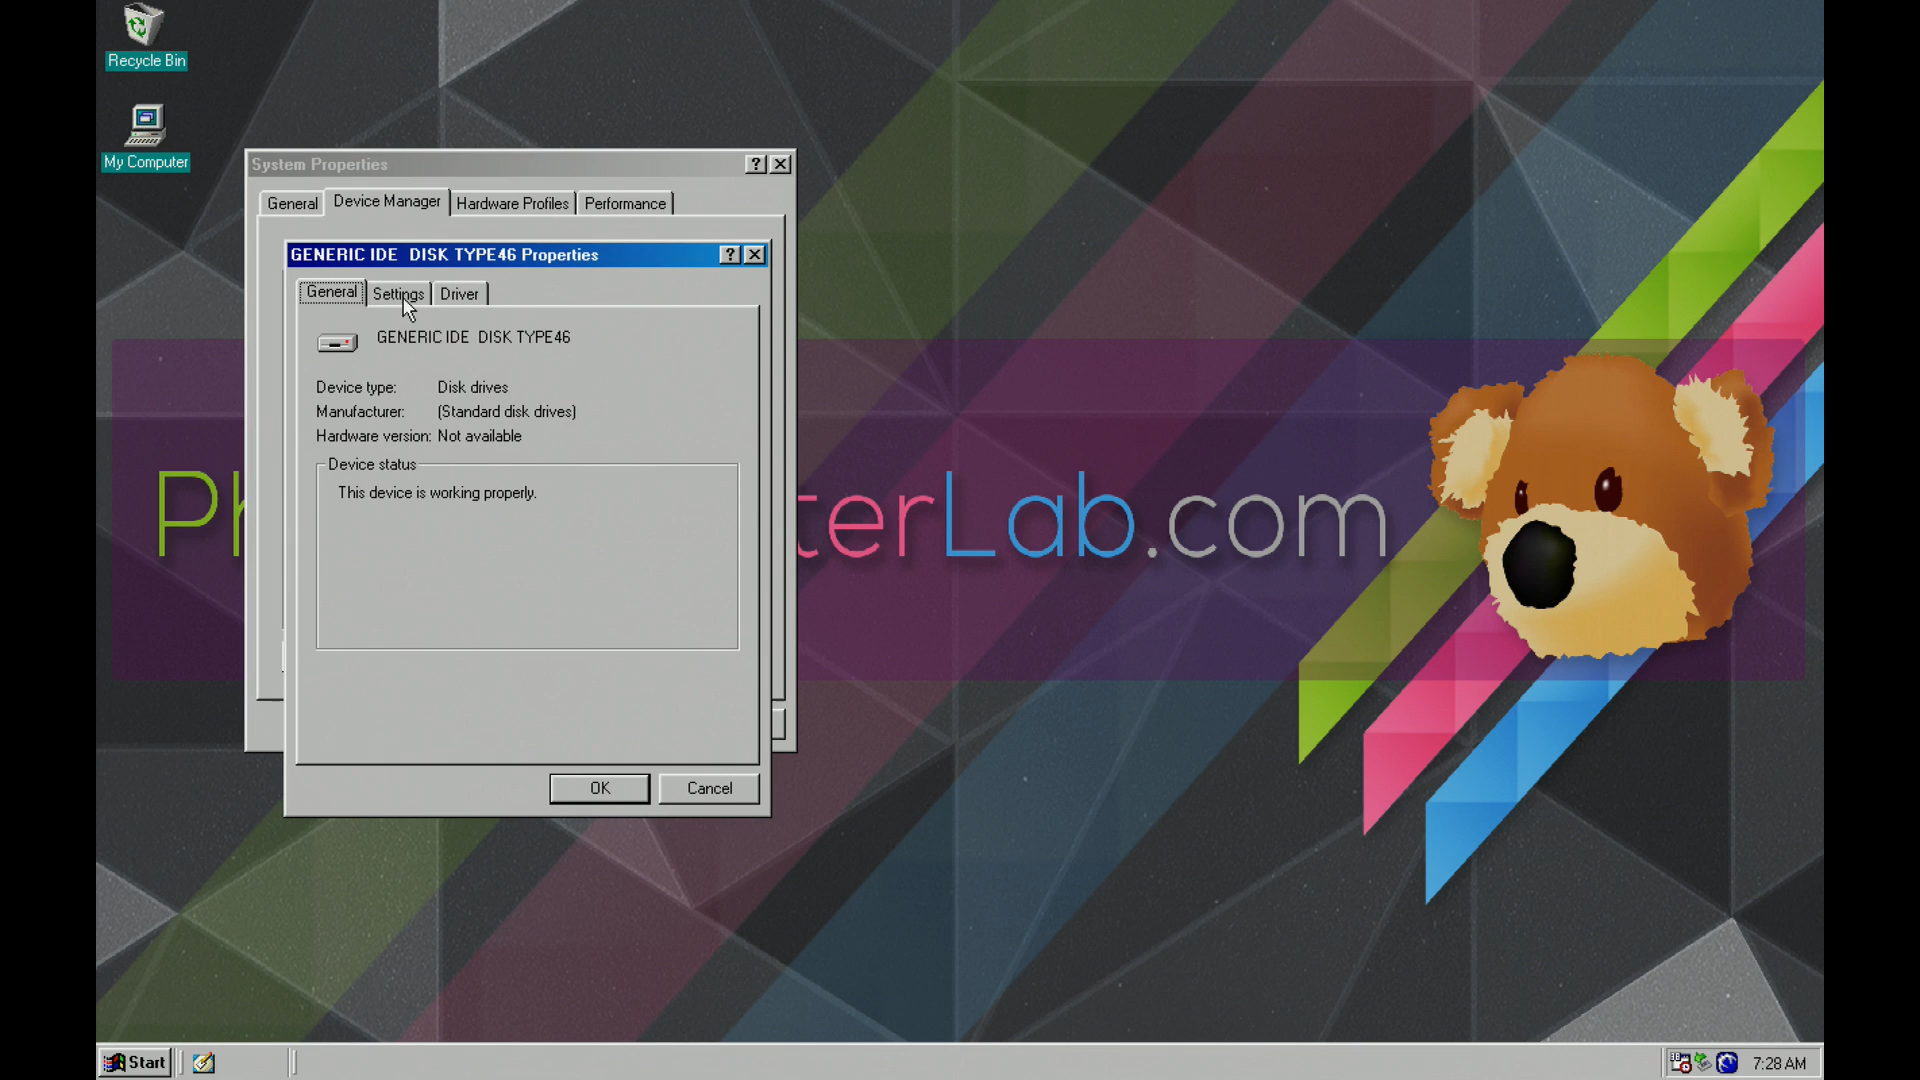 Recycle Bin
My Computer
System Properties
General Device Manager Hardware Profiles Performance
GENERIC IDE  DISK TYPE46 Properties
General Settings Driver
GENERIC IDE  DISK TYPE46
Device type: Disk drives
Manufacturer: (Standard disk drives)
Hardware version: Not available
Device status
This device is working properly.
OK Cancel
terLab.com
Start
7:28 AM